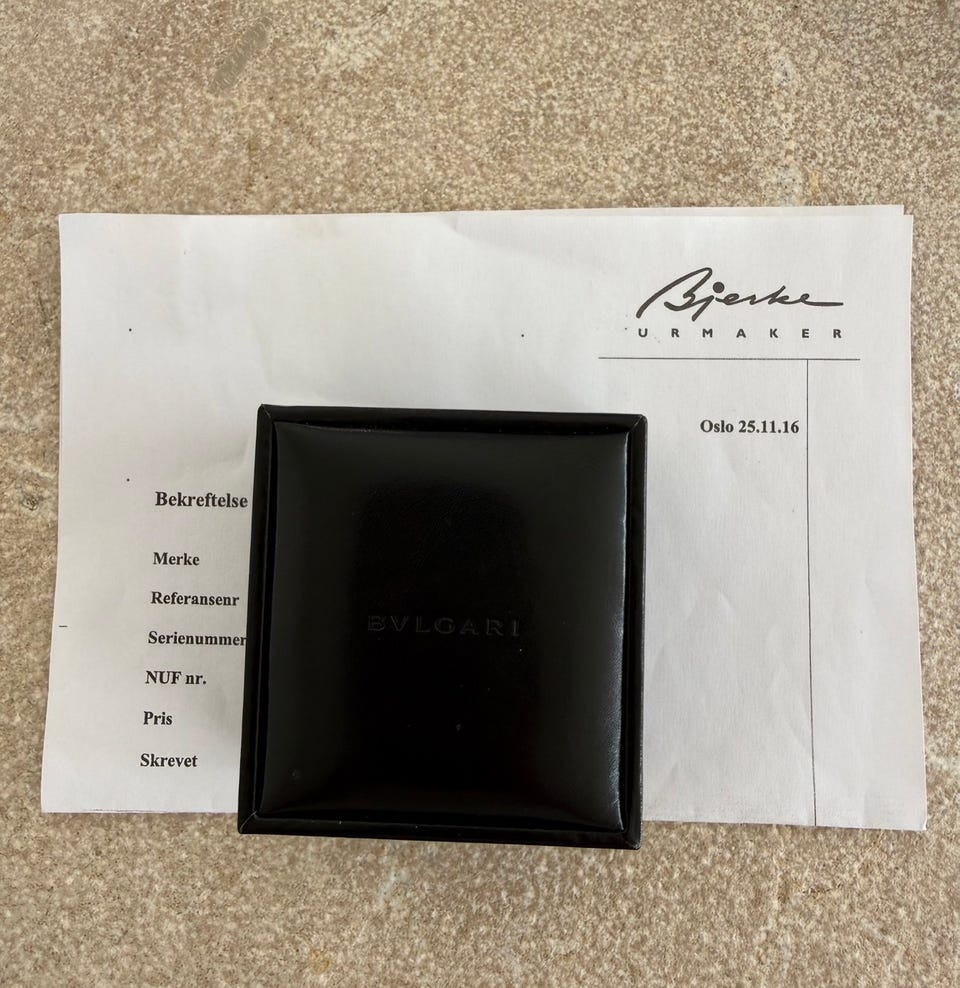 Bjerke
URMAKER
Oslo 25.11.16
Bekreftelse
Merke
Referansenr
Serienummer
BVLGARI
NUF nr.
Pris
Skrevet